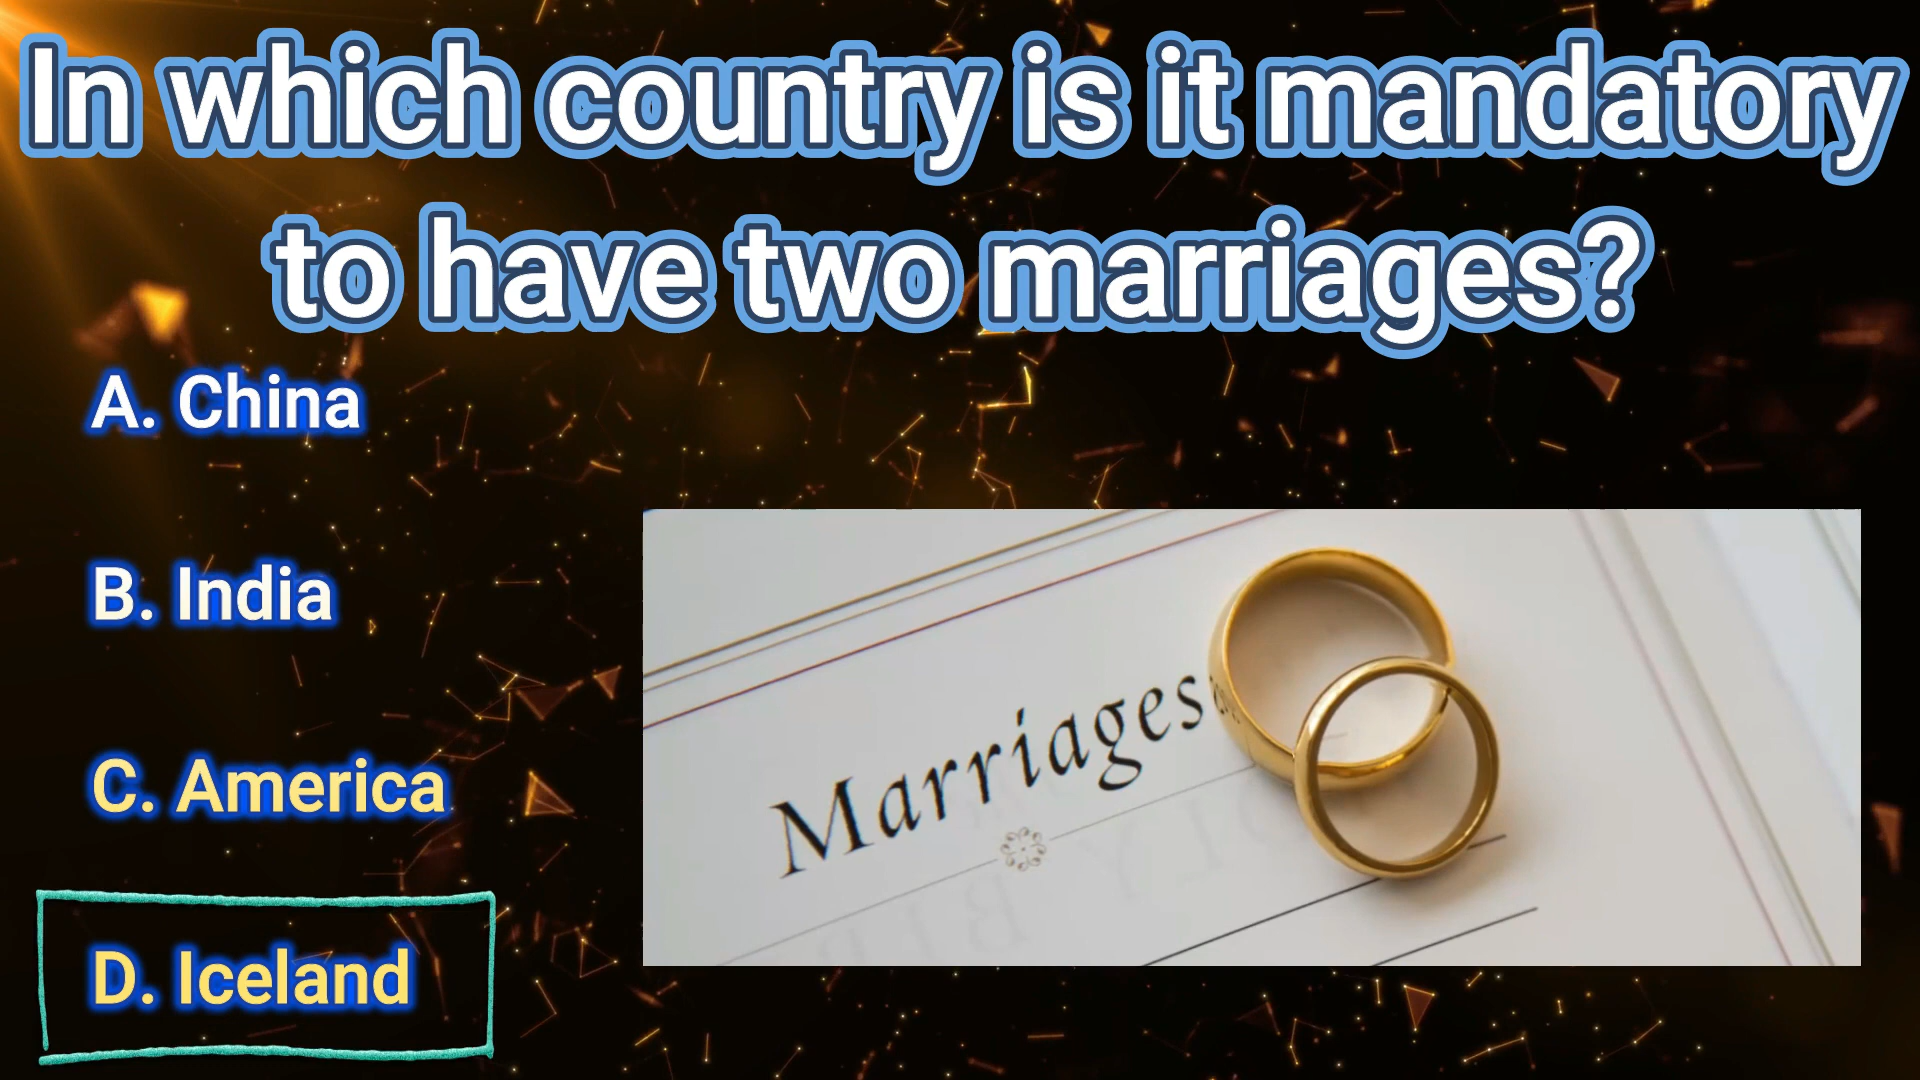 In which country is it mandatory
to have two marriages?
A. China
B. India
C. America
D. Iceland
Marriages